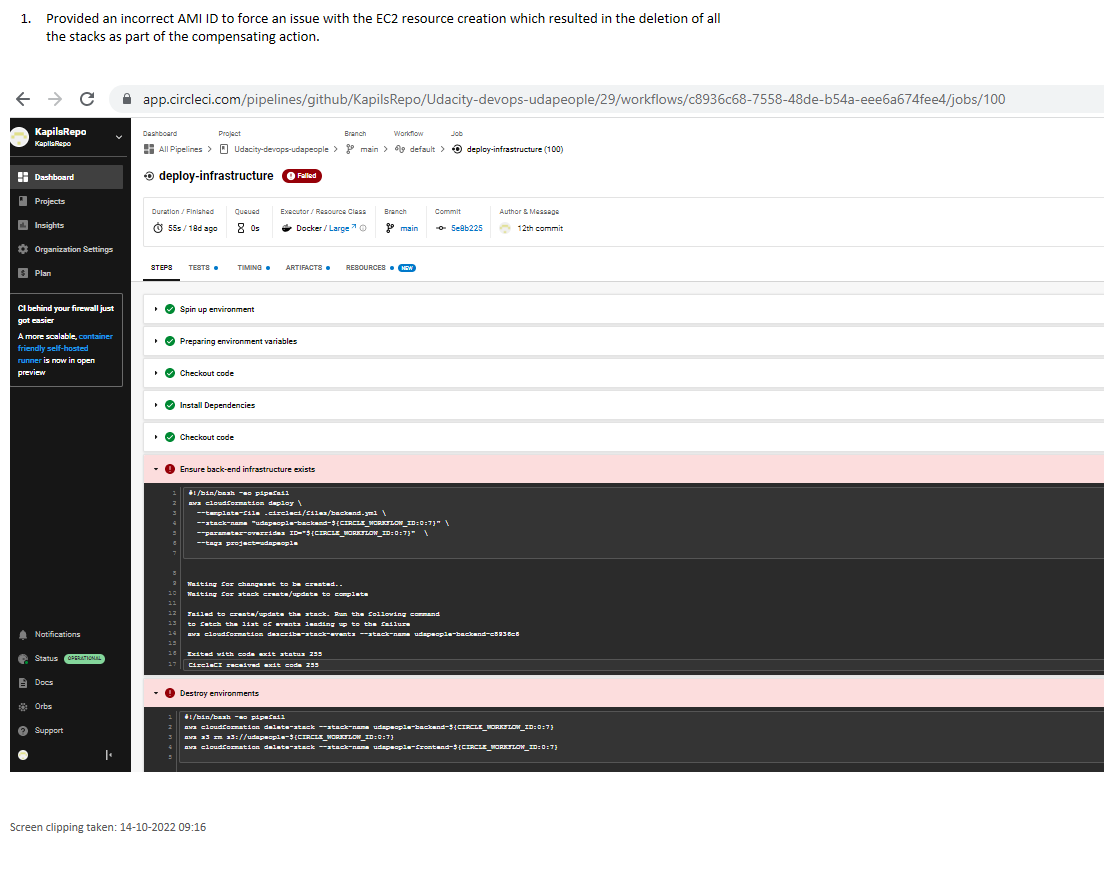 1. Provided an incorrect AMI ID to force an issue with the EC2 resource creation which resulted in the deletion of all
the stacks as part of the compensating action.
app.circleci.com/pipelines/github/KapilsRepo/Udacity-devops-udapeople/29/workflows/c8936c68-7558-48de-b54a-eee6a674fee4/jobs/100
KapilsRepo
KapilsRepo
Dashboard
Projects
Insights
Organization Settings
Plan
CI behind your firewall just
got easier
A more scalable, container
friendly self-hosted
runner is now in open
preview
Notifications
Status OPERATIONAL
Docs
Orbs
Support
Dashboard Project Branch Workflow Job
All Pipelines > Udacity-devops-udapeople > main > default > deploy-infrastructure (100)
deploy-infrastructure Failed
Duration / Finished Queued Executor / Resource Class Branch Commit Author & Message
55s / 18d ago 0s Docker / Large main 5e8b225 12th commit
STEPS TESTS TIMING ARTIFACTS RESOURCES NEW
Spin up environment
Preparing environment variables
Checkout code
Install Dependencies
Checkout code
Ensure back-end infrastructure exists
1 #!/bin/bash -eo pipefail
2 aws cloudformation deploy \
3 --template-file .circleci/files/backend.yml \
4 --stack-name "udapeople-backend-${CIRCLE_WORKFLOW_ID:0:7}" \
5 --parameter-overrides ID="${CIRCLE_WORKFLOW_ID:0:7}" \
6 --tags project=udapeople
7
8
9 Waiting for changeset to be created..
10 Waiting for stack create/update to complete
11
12 Failed to create/update the stack. Run the following command
13 to fetch the list of events leading up to the failure
14 aws cloudformation describe-stack-events --stack-name udapeople-backend-c8936c6
15
16 Exited with code exit status 255
17 CircleCI received exit code 255
Destroy environments
1 #!/bin/bash -eo pipefail
2 aws cloudformation delete-stack --stack-name udapeople-backend-${CIRCLE_WORKFLOW_ID:0:7}
3 aws s3 rm s3://udapeople-${CIRCLE_WORKFLOW_ID:0:7}
4 aws cloudformation delete-stack --stack-name udapeople-frontend-${CIRCLE_WORKFLOW_ID:0:7}
5
Screen clipping taken: 14-10-2022 09:16